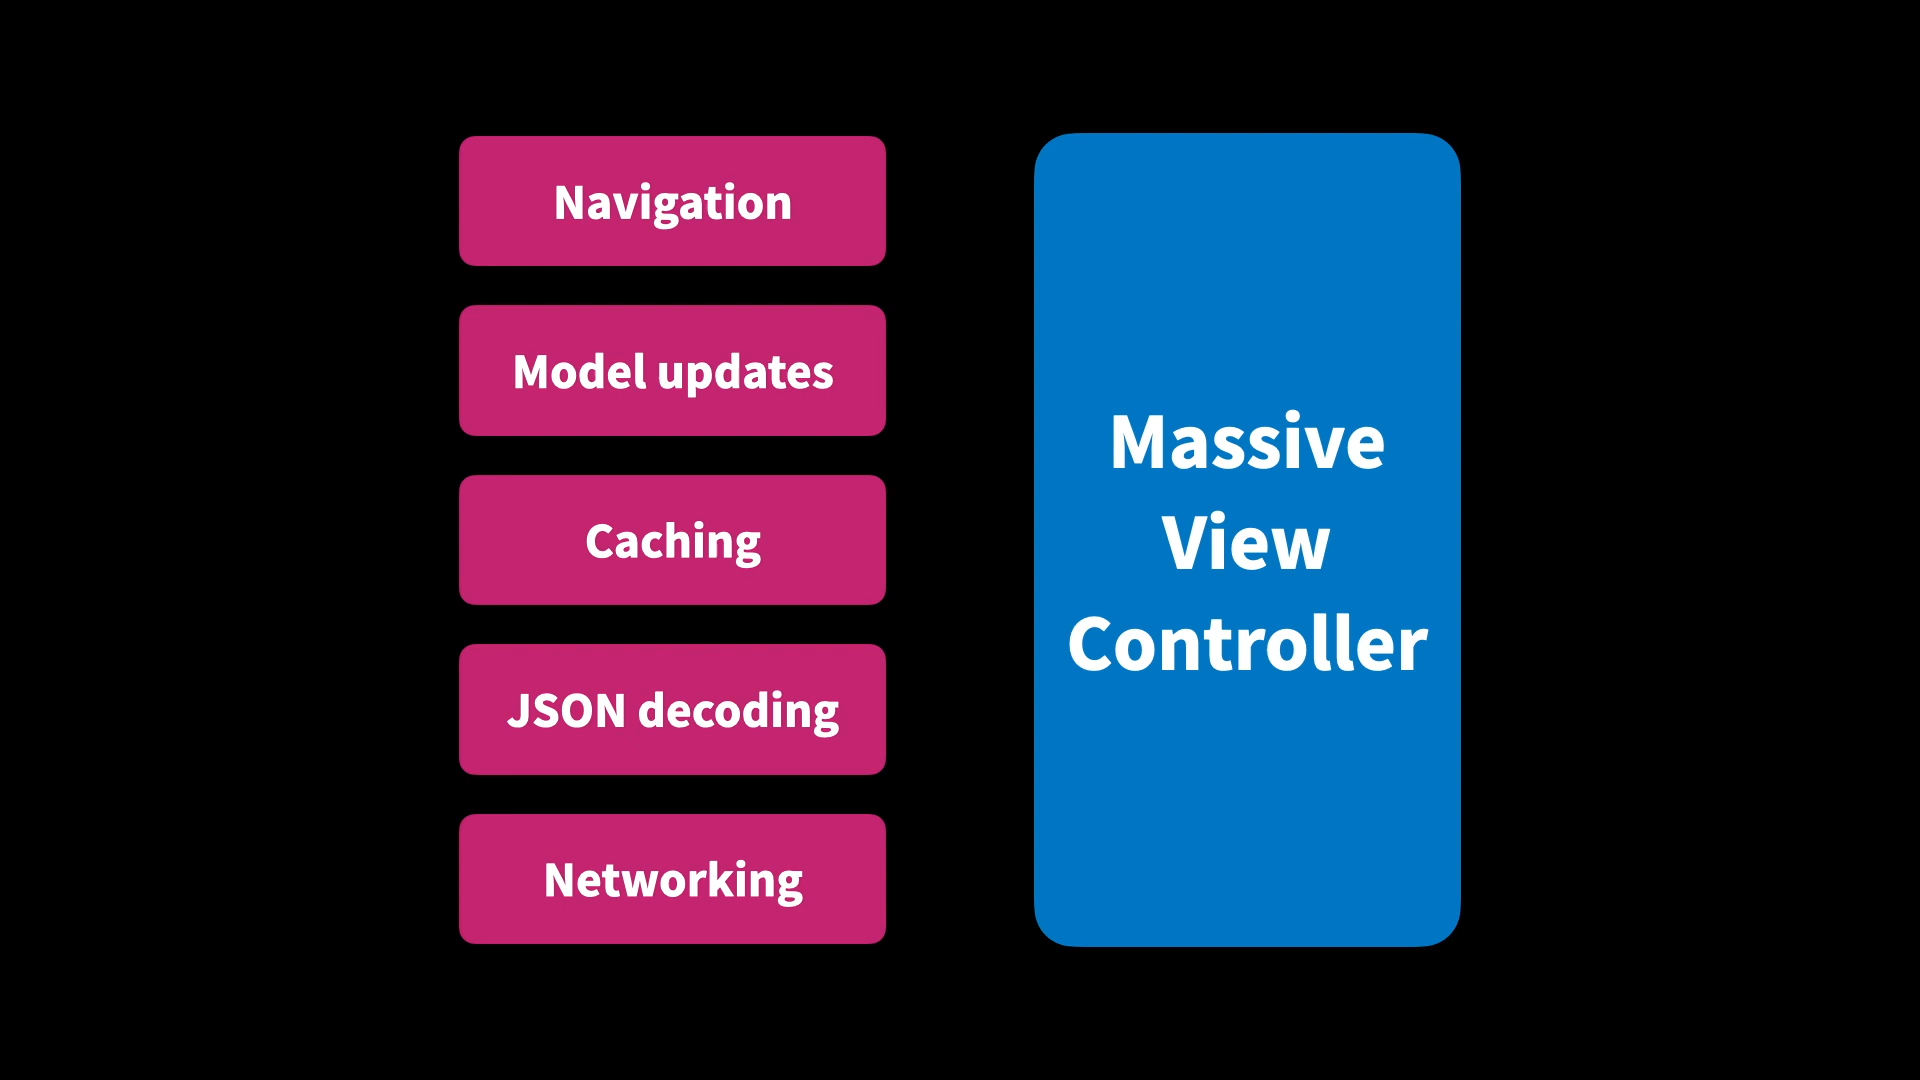 Navigation
Model updates
Caching
JSON decoding
Networking
Massive
View
Controller